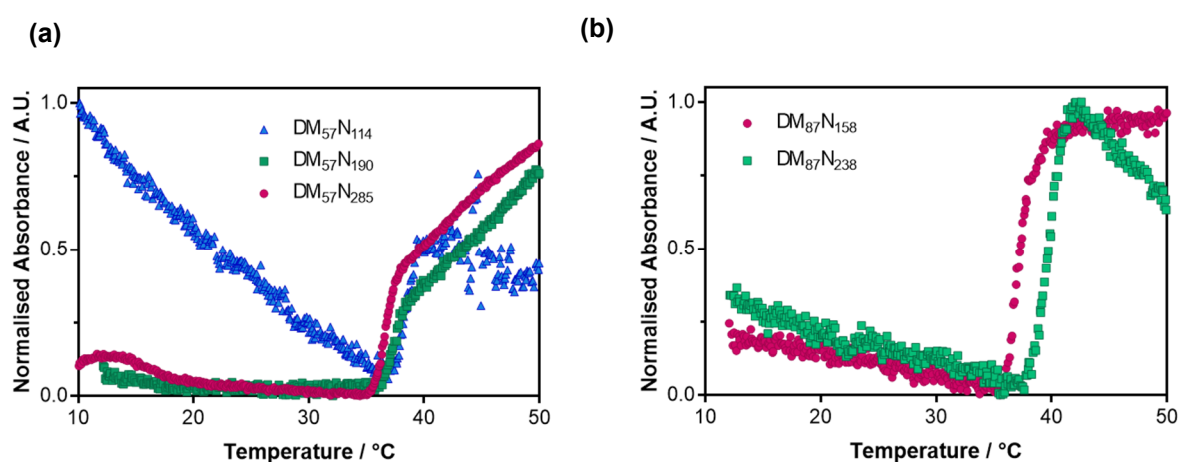 (a)
Normalised Absorbance / A.U.
1.0
0.5
0.0
DM₅₇N₁₁₄
DM₅₇N₁₉₀
DM₅₇N₂₈₅
10 20 30 40 50
Temperature / °C
(b)
Normalised Absorbance / A.U.
1.0
0.5
0.0
DM₈₇N₁₅₈
DM₈₇N₂₃₈
10 20 30 40 50
Temperature / °C